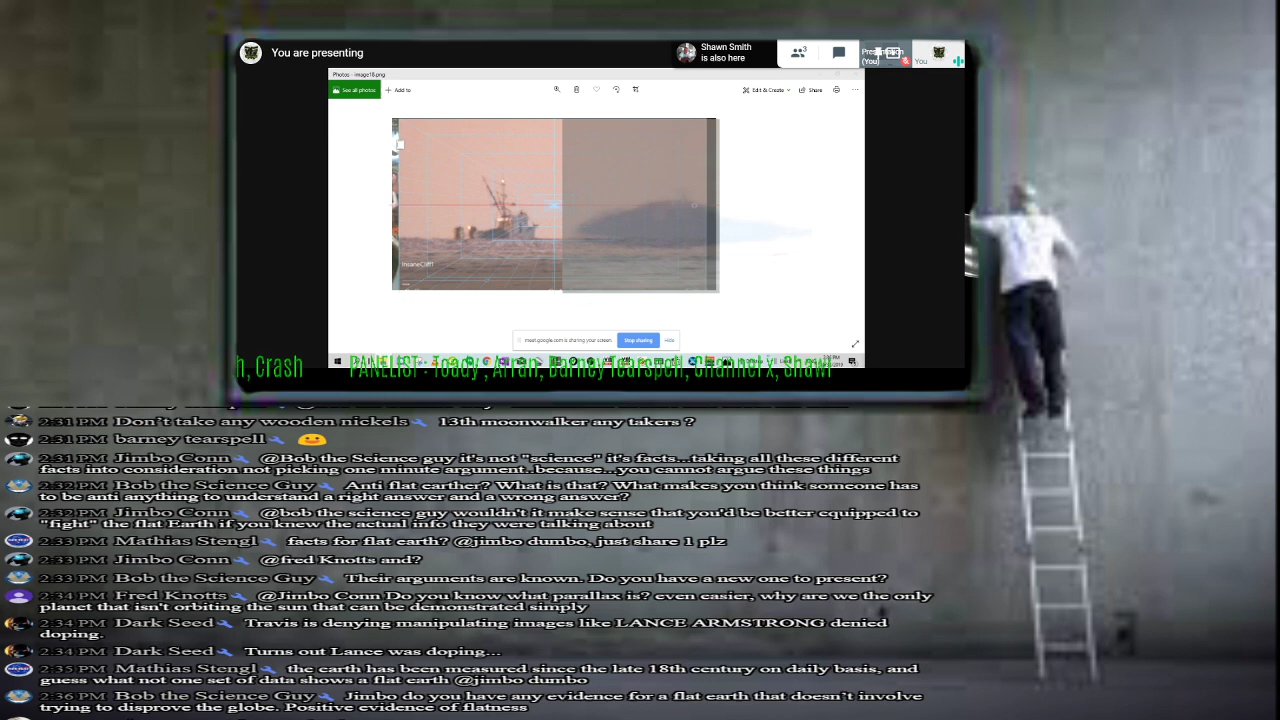 You are presenting
Shawn Smith
is also here
3
(You)
You
Photos - image18.png
See all photos
Add to
Edit & Create
Share
InsaneCliff1
meet.google.com is sharing your screen.
Stop sharing
Hide
h, Crash PANELIST : Toady , Arran, Barney Tearspell, Channel X, Shaw
2:31 PM Don't take any wooden nickels 13th moonwalker any takers ?
2:31 PM barney tearspell
2:31 PM Jimbo Conn @Bob the Science guy it's not "science" it's facts...taking all these different
facts into consideration not picking one minute argument..because...you cannot argue these things
2:32 PM Bob the Science Guy Anti flat earther? What is that? What makes you think someone has
to be anti anything to understand a right answer and a wrong answer?
2:32 PM Jimbo Conn @bob the science guy wouldn't it make sense that you'd be better equipped to
"fight" the flat Earth if you knew the actual info they were talking about
2:33 PM Mathias Stengl facts for flat earth? @jimbo dumbo, just share 1 plz
2:33 PM Jimbo Conn @fred Knotts and?
2:33 PM Bob the Science Guy Their arguments are known. Do you have a new one to present?
2:34 PM Fred Knotts @Jimbo Conn Do you know what parallax is? even easier, why are we the only
planet that isn't orbiting the sun that can be demonstrated simply
2:34 PM Dark Seed Travis is denying manipulating images like LANCE ARMSTRONG denied
doping.
2:34 PM Dark Seed Turns out Lance was doping...
2:35 PM Mathias Stengl the earth has been measured since the late 18th century on daily basis, and
guess what not one set of data shows a flat earth @jimbo dumbo
2:36 PM Bob the Science Guy Jimbo do you have any evidence for a flat earth that doesn't involve
trying to disprove the globe. Positive evidence of flatness